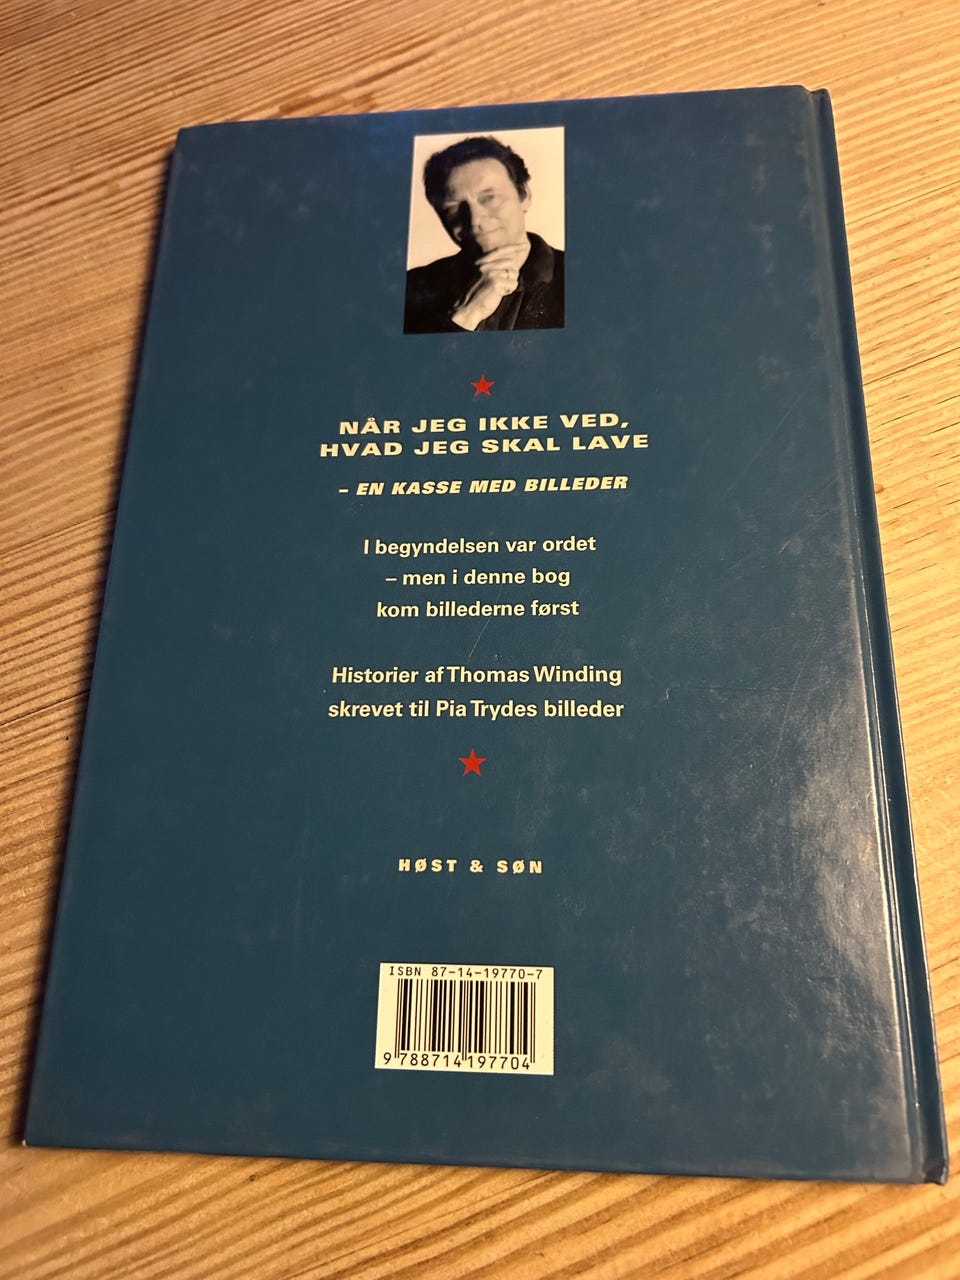 NÅR JEG IKKE VED,
HVAD JEG SKAL LAVE
– EN KASSE MED BILLEDER
I begyndelsen var ordet
– men i denne bog
kom billederne først
Historier af Thomas Winding
skrevet til Pia Trydes billeder
HØST & SØN
ISBN 87-14-19770-7
9 788714 197704